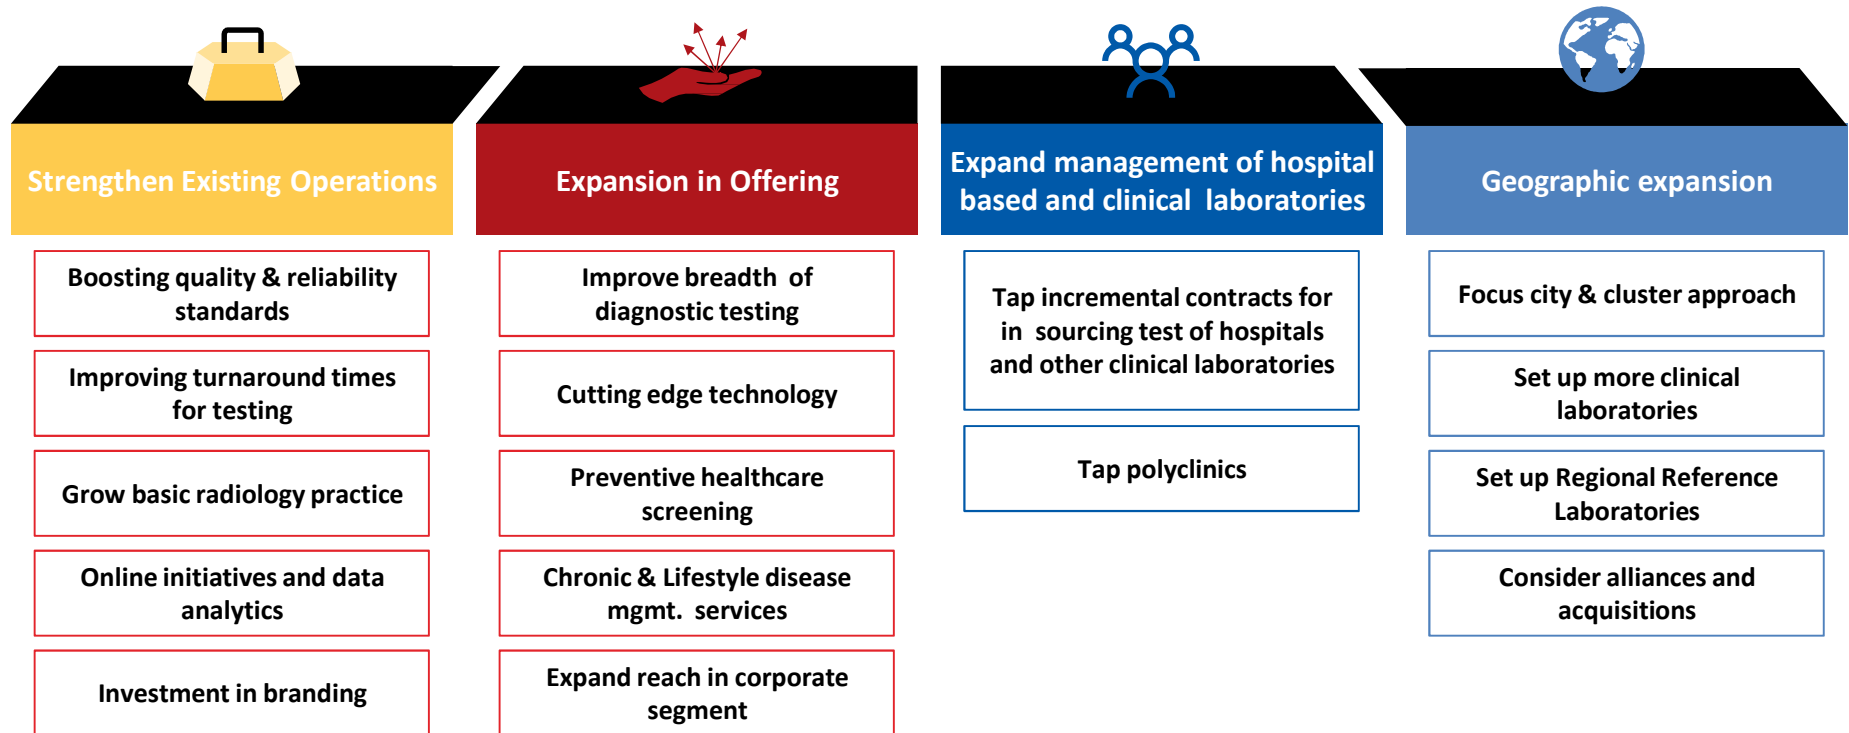 Strengthen Existing Operations
Boosting quality & reliability
standards
Improving turnaround times
for testing
Grow basic radiology practice
Online initiatives and data
analytics
Investment in branding
Expansion in Offering
Improve breadth of
diagnostic testing
Cutting edge technology
Preventive healthcare
screening
Chronic & Lifestyle disease
mgmt. services
Expand reach in corporate
segment
Expand management of hospital
based and clinical laboratories
Tap incremental contracts for
in sourcing test of hospitals
and other clinical laboratories
Tap polyclinics
Geographic expansion
Focus city & cluster approach
Set up more clinical
laboratories
Set up Regional Reference
Laboratories
Consider alliances and
acquisitions